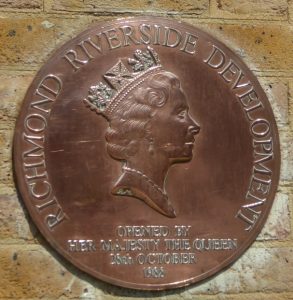 RICHMOND RIVERSIDE DEVELOPMENT
OPENED BY
HER MAJESTY THE QUEEN
28th OCTOBER
1988